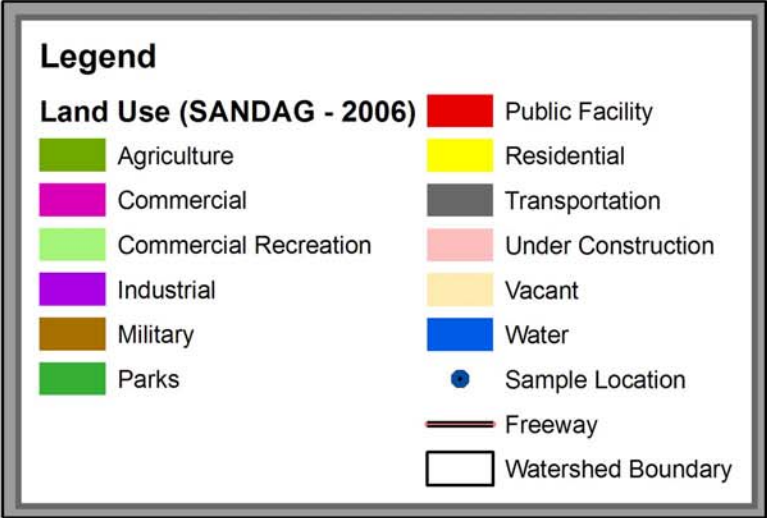 Legend
Land Use (SANDAG - 2006)
Agriculture
Commercial
Commercial Recreation
Industrial
Military
Parks
Public Facility
Residential
Transportation
Under Construction
Vacant
Water
Sample Location
Freeway
Watershed Boundary